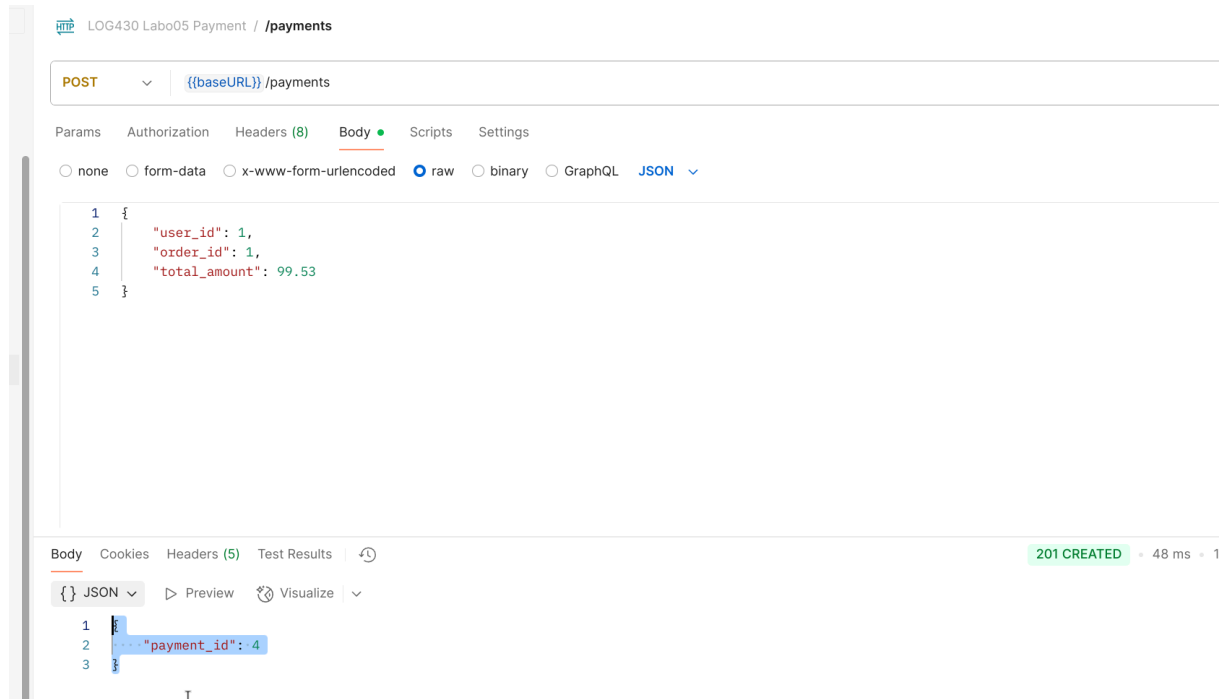 HTTP LOG430 Labo05 Payment / /payments
POST {{baseURL}} /payments
Params Authorization Headers (8) Body Scripts Settings
none form-data x-www-form-urlencoded raw binary GraphQL JSON
1 {
2 "user_id": 1,
3 "order_id": 1,
4 "total_amount": 99.53
5 }
Body Cookies Headers (5) Test Results 201 CREATED • 48 ms • 1
{} JSON Preview Visualize
1 {
2 ····"payment_id":·4
3 }